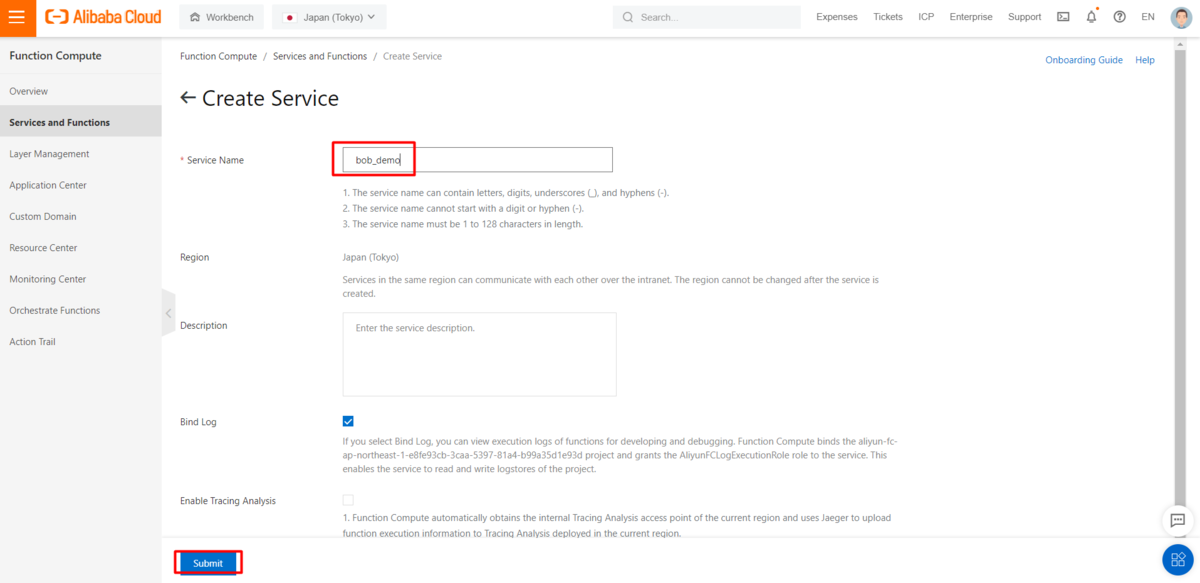 Alibaba Cloud
Workbench
Japan (Tokyo)
Search...
Expenses
Tickets
ICP
Enterprise
Support
EN
Function Compute
Overview
Services and Functions
Layer Management
Application Center
Custom Domain
Resource Center
Monitoring Center
Orchestrate Functions
Action Trail
Function Compute / Services and Functions / Create Service
Onboarding Guide
Help
Create Service
* Service Name
bob_demo
1. The service name can contain letters, digits, underscores (_), and hyphens (-).
2. The service name cannot start with a digit or hyphen (-).
3. The service name must be 1 to 128 characters in length.
Region
Japan (Tokyo)
Services in the same region can communicate with each other over the intranet. The region cannot be changed after the service is
created.
Description
Enter the service description.
Bind Log
If you select Bind Log, you can view execution logs of functions for developing and debugging. Function Compute binds the aliyun-fc-
ap-northeast-1-e8fe93cb-3caa-5397-81a4-b99a35d1e93d project and grants the AliyunFCLogExecutionRole role to the service. This
enables the service to read and write logstores of the project.
Enable Tracing Analysis
1. Function Compute automatically obtains the internal Tracing Analysis access point of the current region and uses Jaeger to upload
function execution information to Tracing Analysis deployed in the current region.
Submit